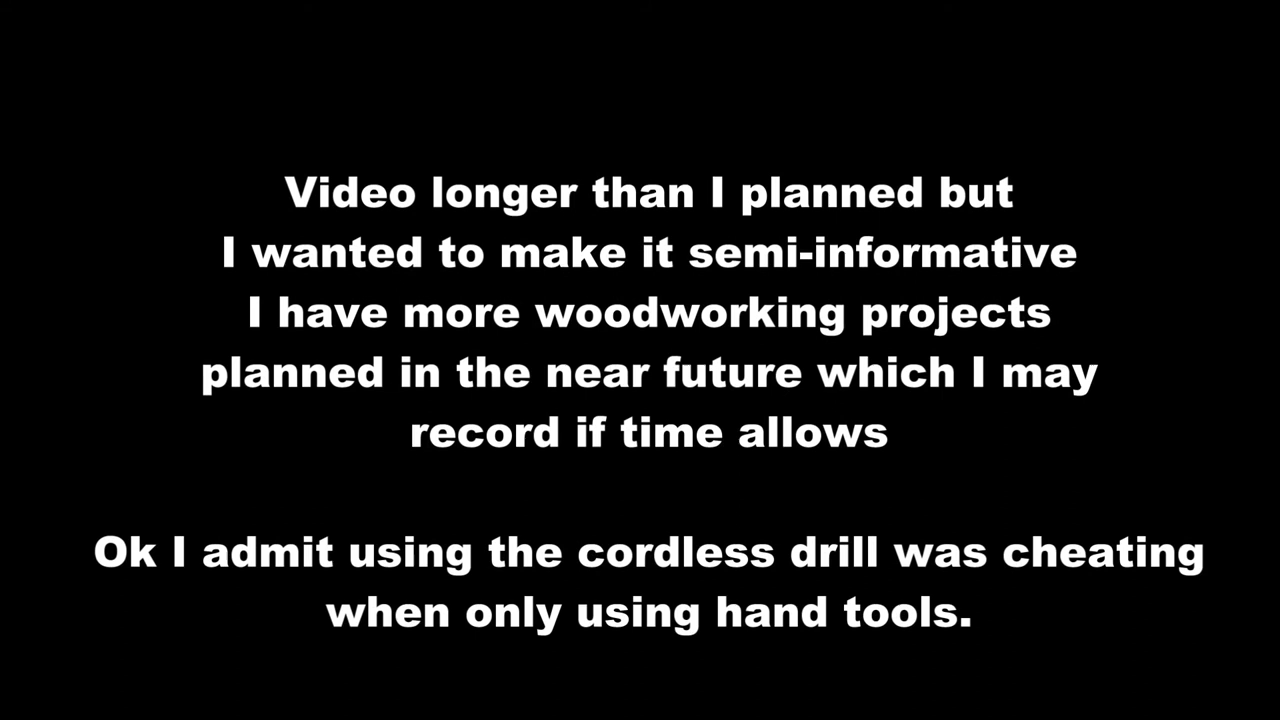 Video longer than I planned but
I wanted to make it semi-informative
I have more woodworking projects
planned in the near future which I may
record if time allows
Ok I admit using the cordless drill was cheating
when only using hand tools.